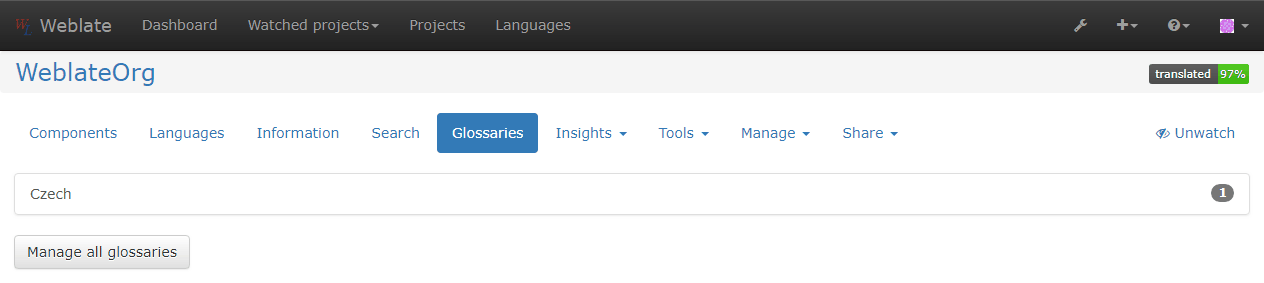 Weblate Dashboard Watched projects Projects Languages
WeblateOrg translated 97%
Components Languages Information Search Glossaries Insights Tools Manage Share Unwatch
Czech 1
Manage all glossaries